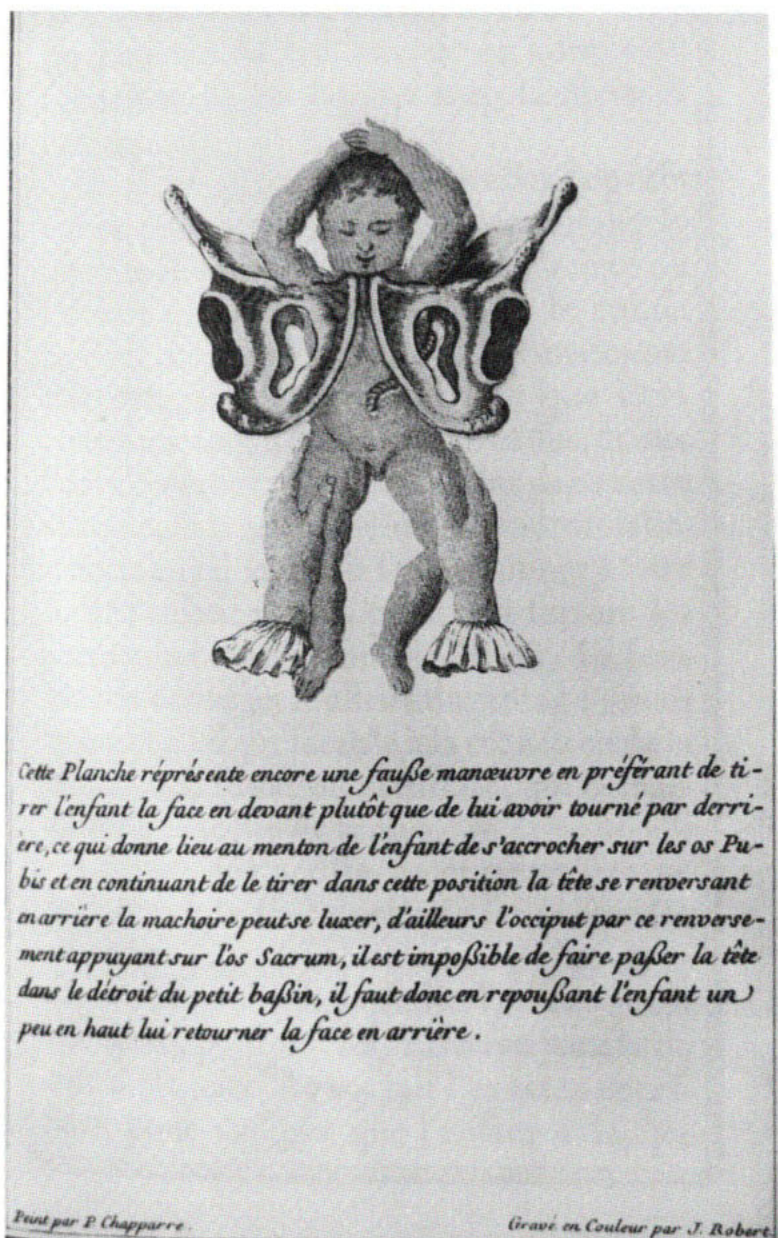 Cette Planche réprésente encore une faußе manœuvre en préférant de ti-
rer l'enfant la face en devant plutôt que de lui avoir tourné par derri-
ère, ce qui donne lieu au menton de l'enfant de s'accrocher sur les os Pu-
bis et en continuant de le tirer dans cette position la tête se renversant
en arrière la machoire peut se luxer, d'ailleurs l'occiput par ce renverse-
ment appuyant sur l'os Sacrum, il est impoßible de faire paßer la tête
dans le détroit du petit baßin, il faut donc en repoußant l'enfant un
peu en haut lui retourner la face en arrïère.
Peint par P. Chapparre.
Gravé en Couleur par J. Robert